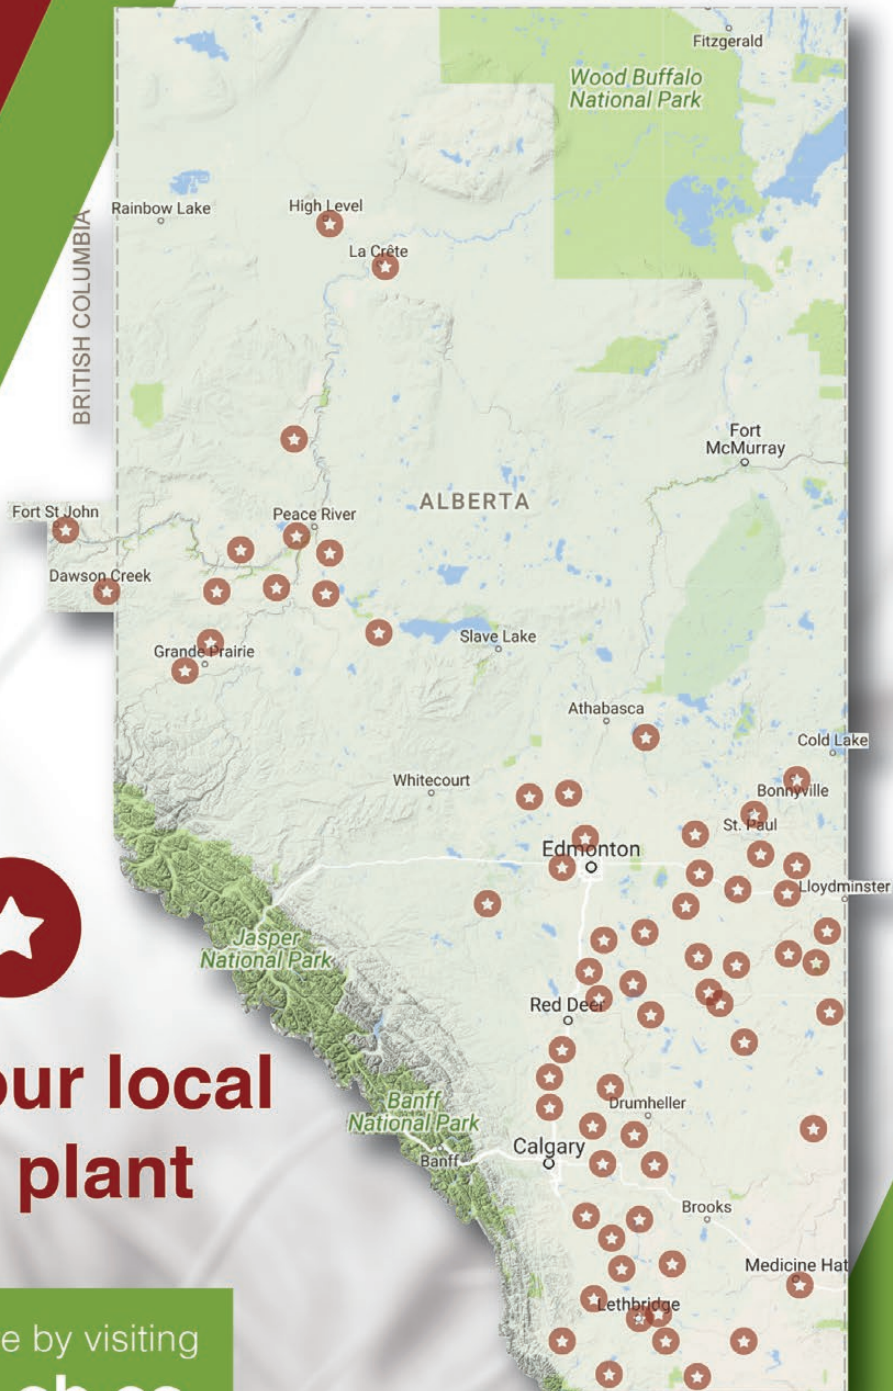 Fitzgerald
Wood Buffalo
National Park
Rainbow Lake
High Level
La Crête
BRITISH COLUMBIA
Fort
McMurray
ALBERTA
Fort St John
Peace River
Dawson Creek
Slave Lake
Grande Prairie
Athabasca
Cold Lake
Whitecourt
Bonnyville
St. Paul
Edmonton
Lloydminster
Jasper
National Park
Red Deer
our local
plant
Banff
National Park
Drumheller
Calgary
Banff
Brooks
Medicine Hat
Lethbridge
e by visiting